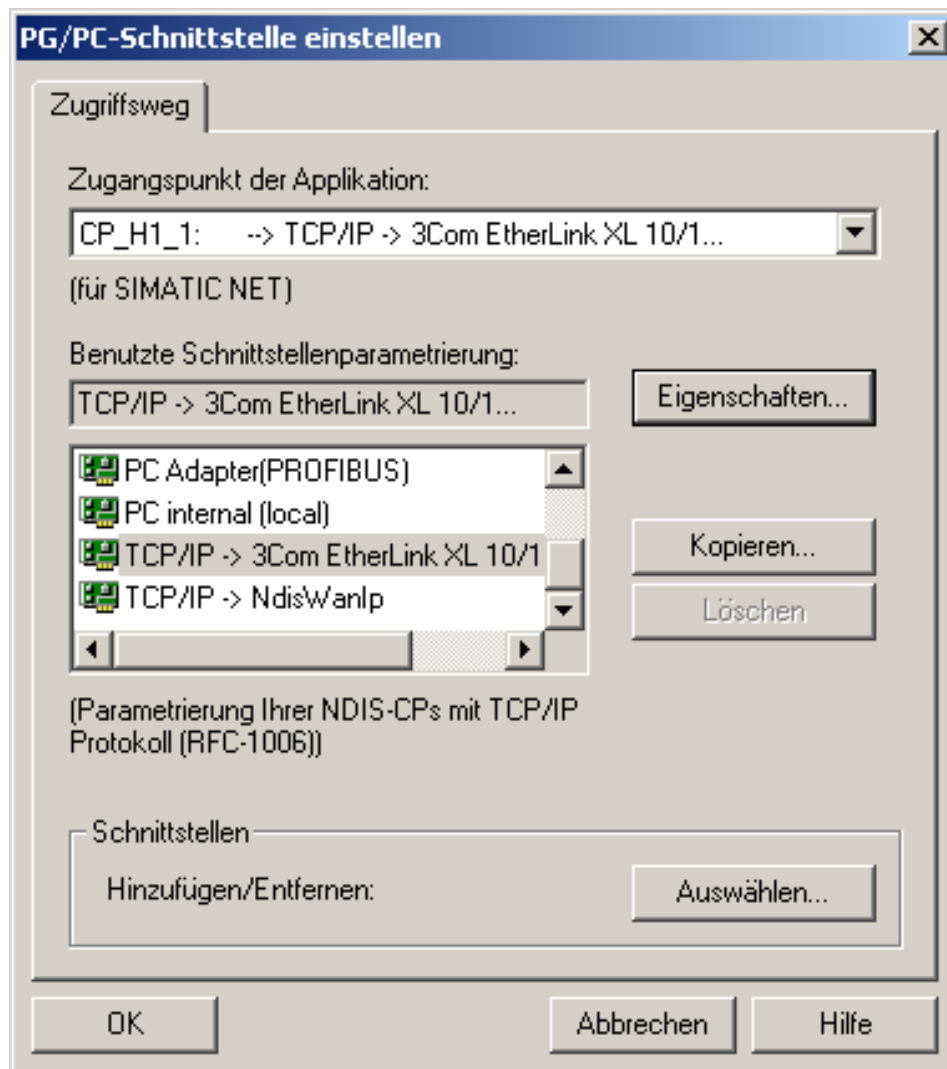 PG/PC-Schnittstelle einstellen
Zugriffsweg
Zugangspunkt der Applikation:
CP_H1_1: --> TCP/IP -> 3Com EtherLink XL 10/1...
(für SIMATIC NET)
Benutzte Schnittstellenparametrierung:
TCP/IP -> 3Com EtherLink XL 10/1...
Eigenschaften...
PC Adapter(PROFIBUS)
PC internal (local)
TCP/IP -> 3Com EtherLink XL 10/1
TCP/IP -> NdisWanIp
Kopieren...
Löschen
(Parametrierung Ihrer NDIS-CPs mit TCP/IP
Protokoll (RFC-1006))
Schnittstellen
Hinzufügen/Entfernen:
Auswählen...
OK
Abbrechen
Hilfe